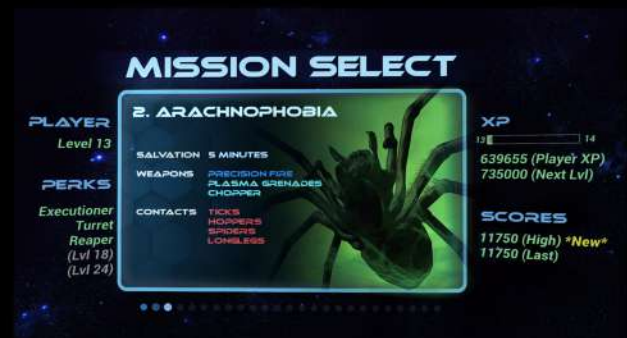 MISSION SELECT
PLAYER
Level 13
PERKS
Executioner
Turret
Reaper
(Lvl 18)
(Lvl 24)
2. ARACHNOPHOBIA
SALVATION 5 MINUTES
WEAPONS PRECISION FIRE
PLASMA GRENADES
CHOPPER
CONTACTS TICKS
HOPPERS
SPIDERS
LONGLEGS
XP
13 14
639655 (Player XP)
735000 (Next Lvl)
SCORES
11750 (High) *New*
11750 (Last)